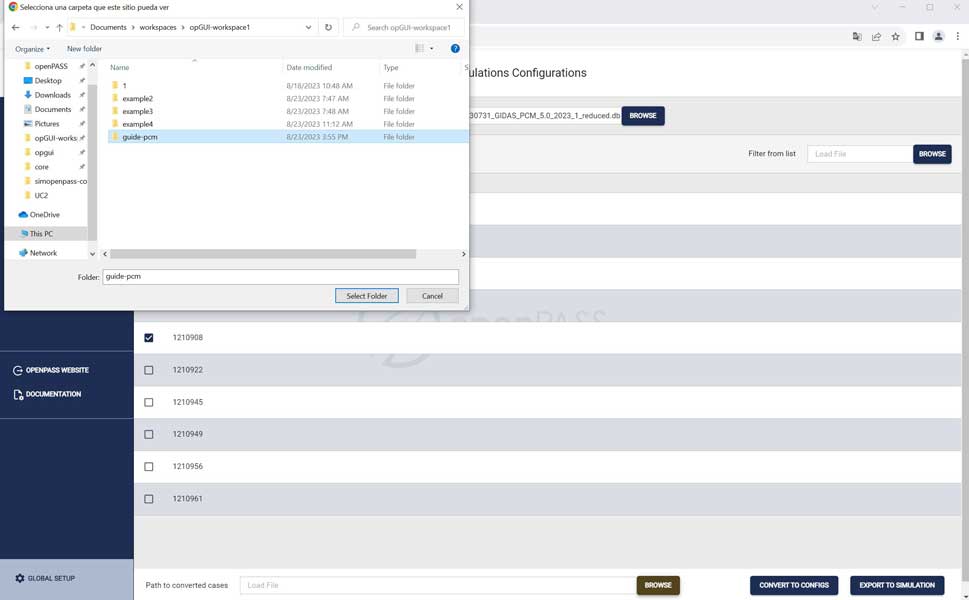 Selecciona una carpeta que este sitio pueda ver
Documents > workspaces > opGUI-workspace1
Search opGUI-workspace1
Organize
New folder
Name
Date modified
Type
S
openPASS
Desktop
Downloads
Documents
Pictures
opGUI-works
opgui
core
simopenpass-co
UC2
OneDrive
This PC
Network
1 8/18/2023 10:48 AM File folder
example2 8/23/2023 7:47 AM File folder
example3 8/23/2023 7:48 AM File folder
example4 8/23/2023 11:12 AM File folder
guide-pcm 8/23/2023 3:55 PM File folder
Folder: guide-pcm
Select Folder
Cancel
ulations Configurations
30731_GIDAS_PCM_5.0_2023_1_reduced.db
BROWSE
Filter from list
Load File
BROWSE
openPASS
1210908
1210922
1210945
1210949
1210956
1210961
OPENPASS WEBSITE
DOCUMENTATION
GLOBAL SETUP
Path to converted cases
Load File
BROWSE
CONVERT TO CONFIGS
EXPORT TO SIMULATION